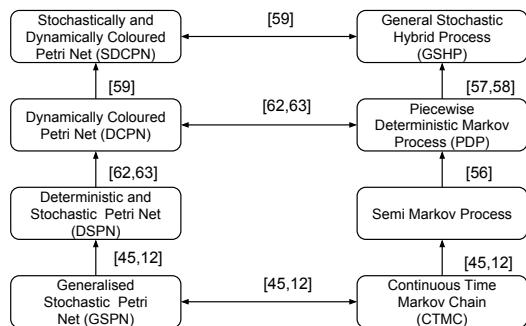 Stochastically and
Dynamically Coloured
Petri Net (SDCPN)
[59]
General Stochastic
Hybrid Process
(GSHP)
[59]
[57,58]
Dynamically Coloured
Petri Net (DCPN)
[62,63]
Piecewise
Deterministic Markov
Process (PDP)
[62,63]
[56]
Deterministic and
Stochastic Petri Net
(DSPN)
Semi Markov Process
[45,12]
[45,12]
Generalised
Stochastic Petri
Net (GSPN)
[45,12]
Continuous Time
Markov Chain
(CTMC)